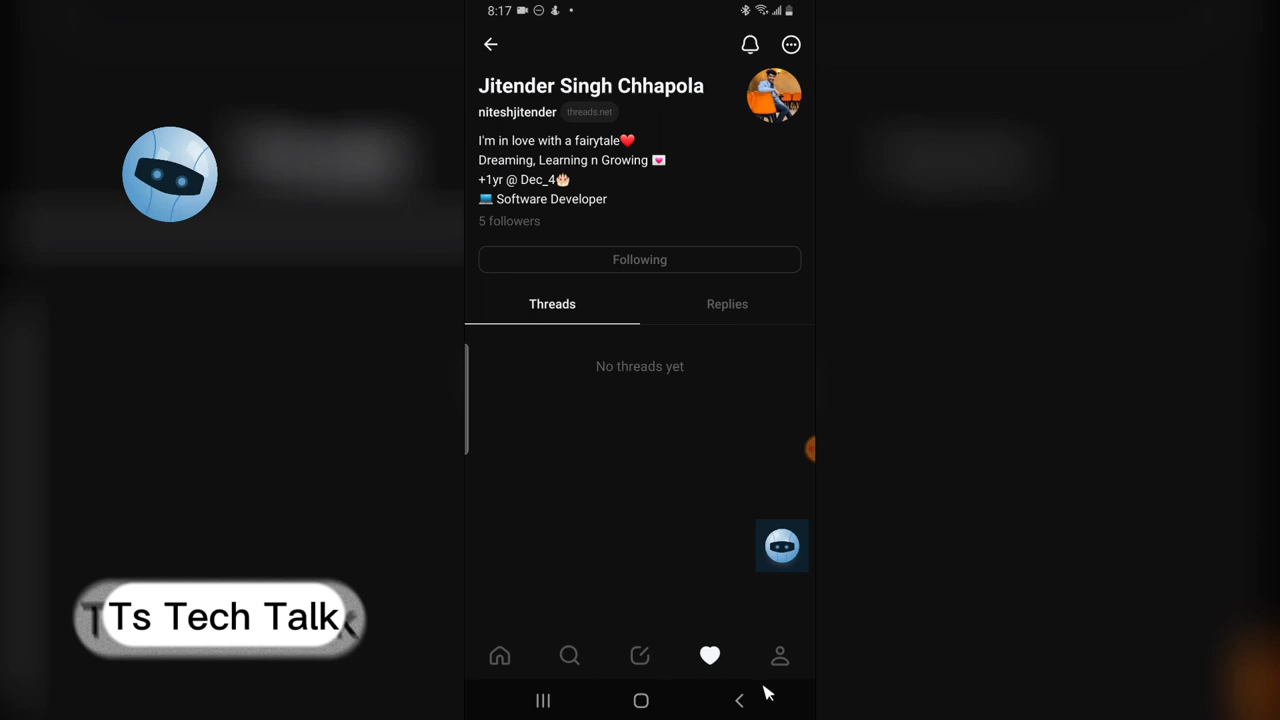 8:17
Jitender Singh Chhapola
niteshjitender threads.net
I'm in love with a fairytale❤️
Dreaming, Learning n Growing 💌
+1yr @ Dec_4🎂
💻 Software Developer
5 followers
Following
Threads Replies
No threads yet
Ts Tech Talk